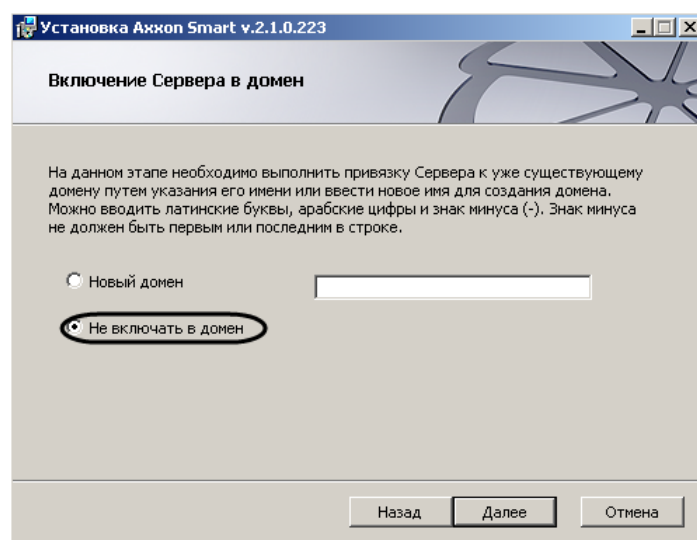 Установка Axxon Smart v.2.1.0.223
Включение Сервера в домен
На данном этапе необходимо выполнить привязку Сервера к уже существующему
домену путем указания его имени или ввести новое имя для создания домена.
Можно вводить латинские буквы, арабские цифры и знак минуса (-). Знак минуса
не должен быть первым или последним в строке.
Новый домен
Не включать в домен
Назад Далее Отмена